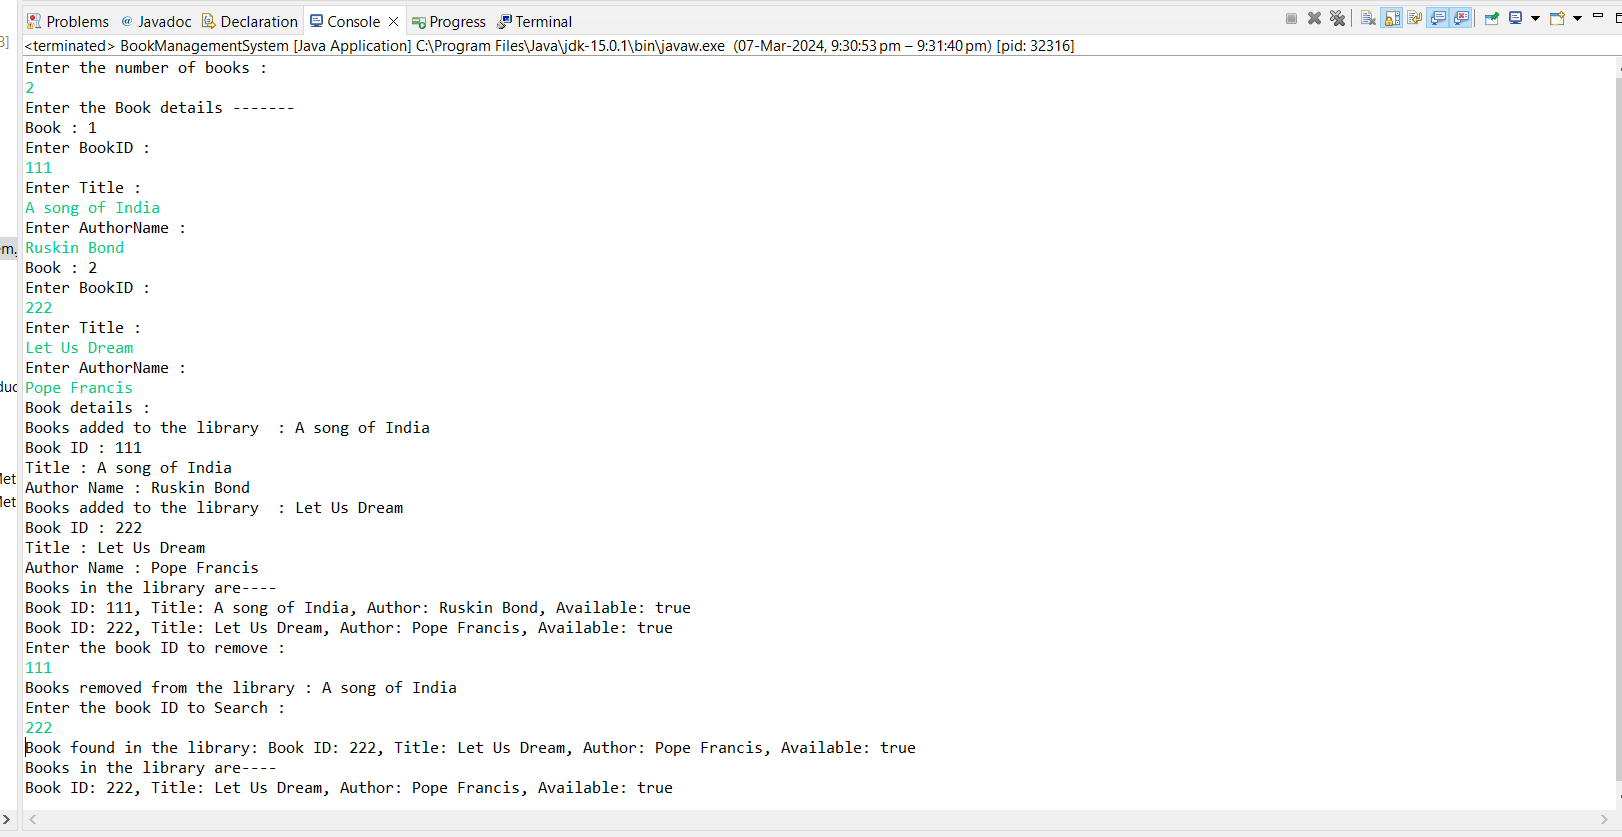 Problems @ Javadoc Declaration Console Progress Terminal
<terminated> BookManagementSystem [Java Application] C:\Program Files\Java\jdk-15.0.1\bin\javaw.exe (07-Mar-2024, 9:30:53 pm – 9:31:40 pm) [pid: 32316]
Enter the number of books :
2
Enter the Book details -------
Book : 1
Enter BookID :
111
Enter Title :
A song of India
Enter AuthorName :
Ruskin Bond
Book : 2
Enter BookID :
222
Enter Title :
Let Us Dream
Enter AuthorName :
Pope Francis
Book details :
Books added to the library  : A song of India
Book ID : 111
Title : A song of India
Author Name : Ruskin Bond
Books added to the library  : Let Us Dream
Book ID : 222
Title : Let Us Dream
Author Name : Pope Francis
Books in the library are----
Book ID: 111, Title: A song of India, Author: Ruskin Bond, Available: true
Book ID: 222, Title: Let Us Dream, Author: Pope Francis, Available: true
Enter the book ID to remove :
111
Books removed from the library : A song of India
Enter the book ID to Search :
222
Book found in the library: Book ID: 222, Title: Let Us Dream, Author: Pope Francis, Available: true
Books in the library are----
Book ID: 222, Title: Let Us Dream, Author: Pope Francis, Available: true